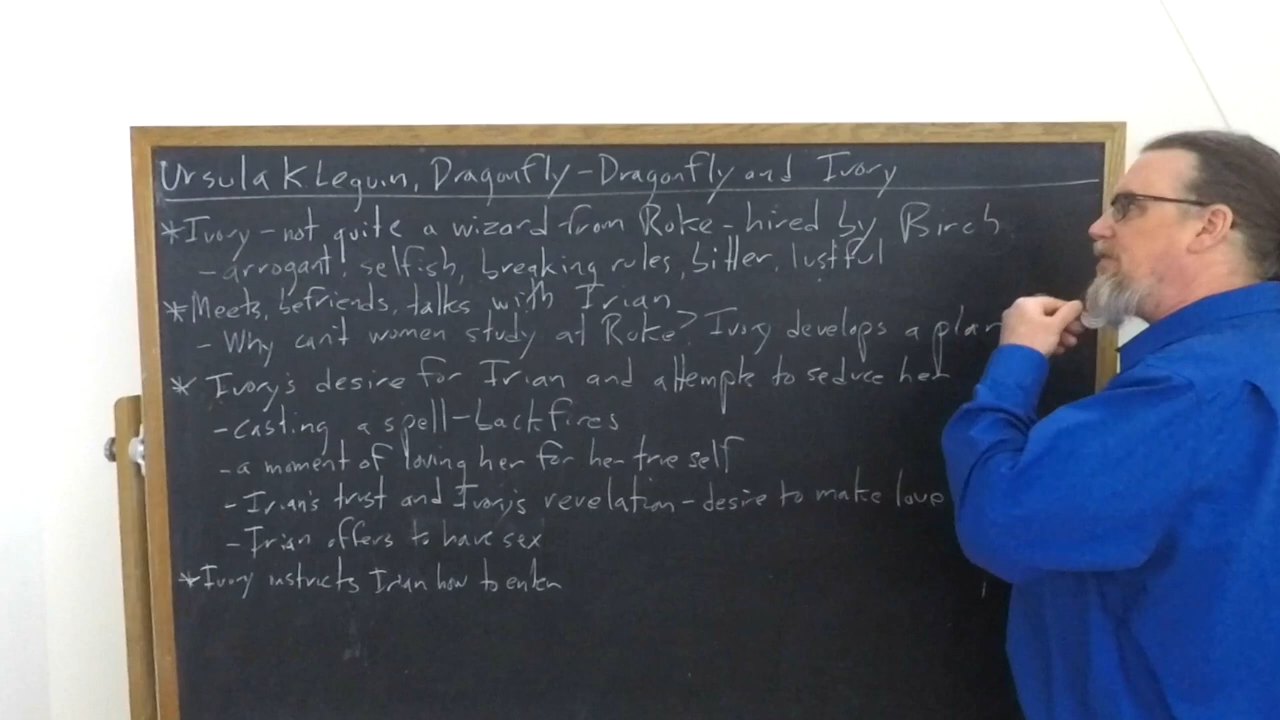 Ursula K Leguin, Dragonfly - Dragonfly and Ivory
* Ivory - not quite a wizard from Roke - hired by Birch
- arrogant, selfish, breaking rules, bitter, lustful
* Meets, befriends, talks with Irian
- Why can't women study at Roke? Ivory develops a plan
* Ivory's desire for Irian and attempts to seduce her
- casting a spell - backfires
- a moment of loving her for her true self
- Irian's trust and Ivory's revelation - desire to make love
- Irian offers to have sex
* Ivory instructs Irian how to enter